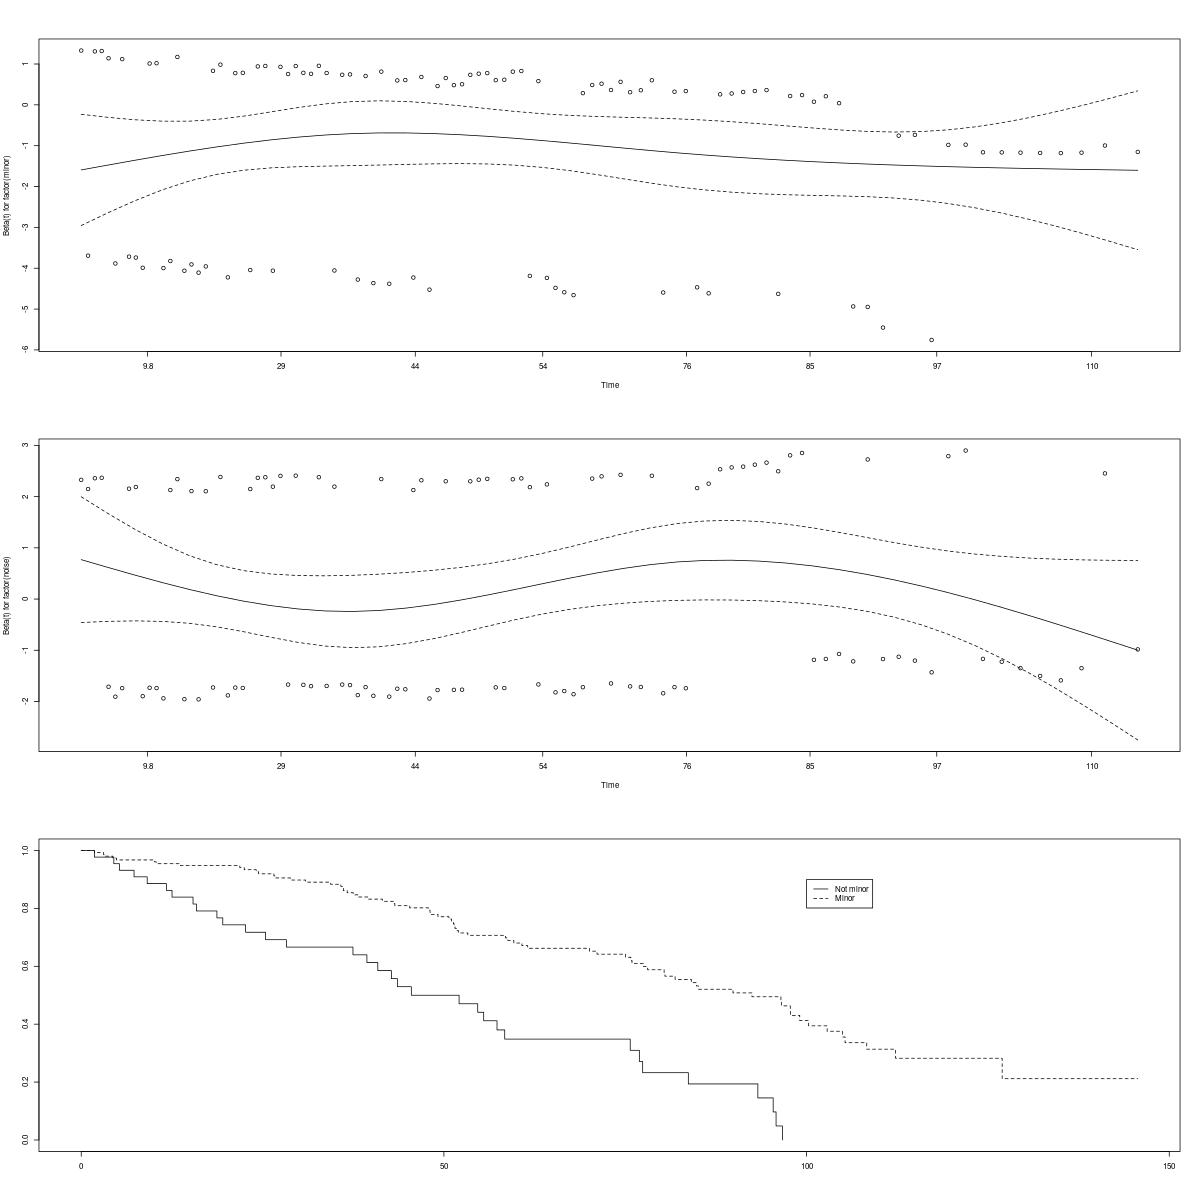 Beta(t) for factor(minor)
1
0
-1
-2
-3
-4
-5
-6
9.8 29 44 54 76 85 97 110
Time
Beta(t) for factor(noise)
3
2
1
0
-1
-2
9.8 29 44 54 76 85 97 110
Time
1.0
0.8
0.6
0.4
0.2
0.0
Not minor
Minor
0 50 100 150